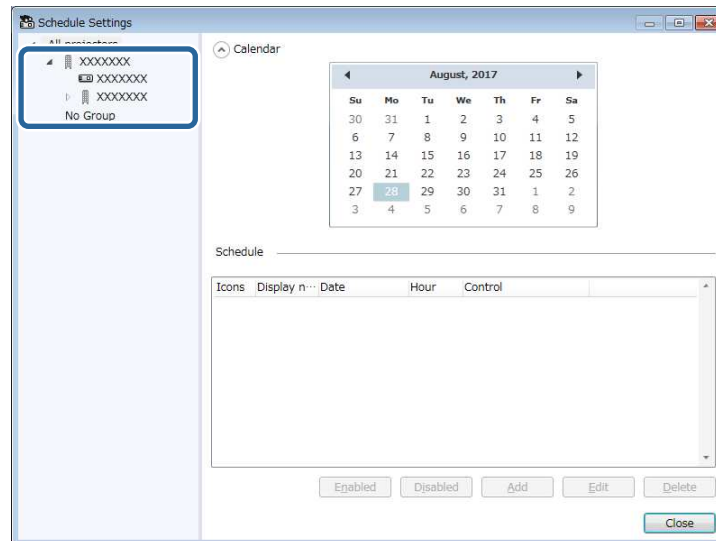 Schedule Settings
All projectors
XXXXXXX
XXXXXXX
XXXXXXX
No Group
Calendar
August, 2017
Su Mo Tu We Th Fr Sa
30 31 1 2 3 4 5
6 7 8 9 10 11 12
13 14 15 16 17 18 19
20 21 22 23 24 25 26
27 28 29 30 31 1 2
3 4 5 6 7 8 9
Schedule
Icons Display n··· Date Hour Control
Enabled Disabled Add Edit Delete
Close